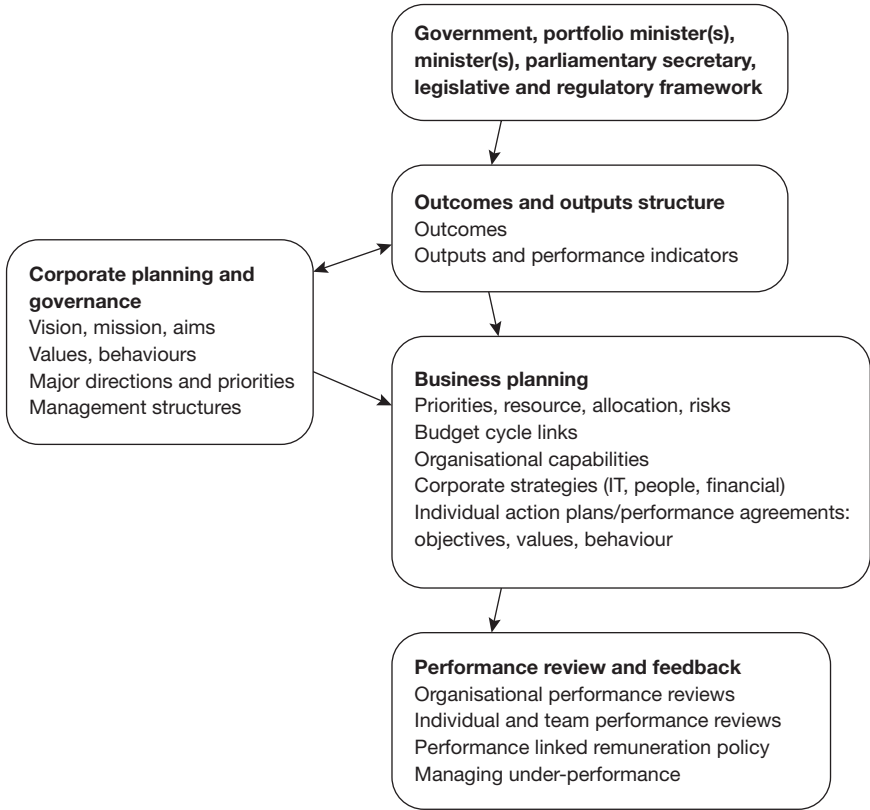 Government, portfolio minister(s),
minister(s), parliamentary secretary,
legislative and regulatory framework
Outcomes and outputs structure
Outcomes
Outputs and performance indicators
Corporate planning and
governance
Vision, mission, aims
Values, behaviours
Major directions and priorities
Management structures
Business planning
Priorities, resource, allocation, risks
Budget cycle links
Organisational capabilities
Corporate strategies (IT, people, financial)
Individual action plans/performance agreements:
objectives, values, behaviour
Performance review and feedback
Organisational performance reviews
Individual and team performance reviews
Performance linked remuneration policy
Managing under-performance